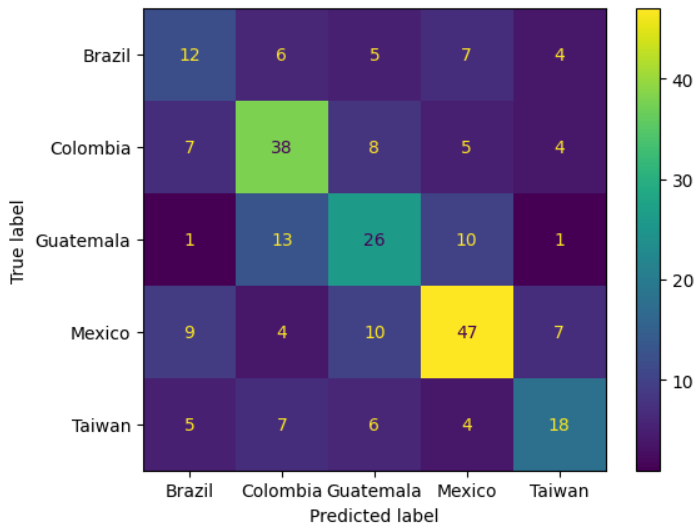 Brazil 12 6 5 7 4
Colombia 7 38 8 5 4
Guatemala 1 13 26 10 1
Mexico 9 4 10 47 7
Taiwan 5 7 6 4 18
Brazil Colombia Guatemala Mexico Taiwan
Predicted label
True label
40
30
20
10